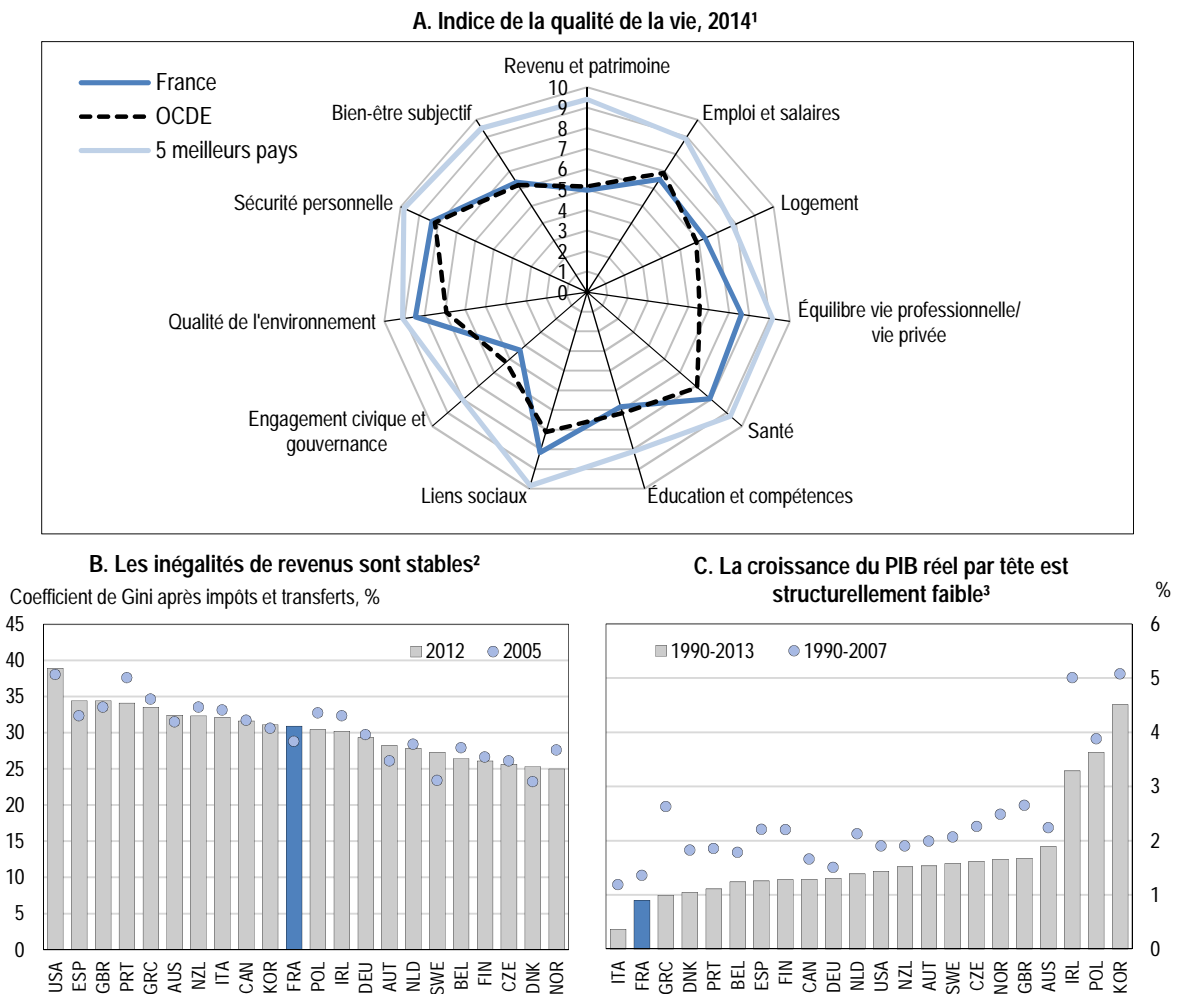 A. Indice de la qualité de la vie, 2014¹
France
OCDE
5 meilleurs pays
Revenu et patrimoine
Emploi et salaires
Logement
Équilibre vie professionnelle/
vie privée
Santé
Éducation et compétences
Liens sociaux
Engagement civique et
gouvernance
Qualité de l'environnement
Sécurité personnelle
Bien-être subjectif
10
9
8
7
6
5
4
3
2
1
0
B. Les inégalités de revenus sont stables²
Coefficient de Gini après impôts et transferts, %
45
40
35
30
25
20
15
10
5
0
2012
2005
USA
ESP
GBR
PRT
GRC
AUS
NZL
ITA
CAN
KOR
FRA
POL
IRL
DEU
AUT
NLD
SWE
BEL
FIN
CZE
DNK
NOR
C. La croissance du PIB réel par tête est
structurellement faible³
%
6
5
4
3
2
1
0
1990-2013
1990-2007
ITA
FRA
GRC
DNK
PRT
BEL
ESP
FIN
CAN
DEU
NLD
USA
NZL
AUT
SWE
CZE
NOR
GBR
AUS
IRL
POL
KOR